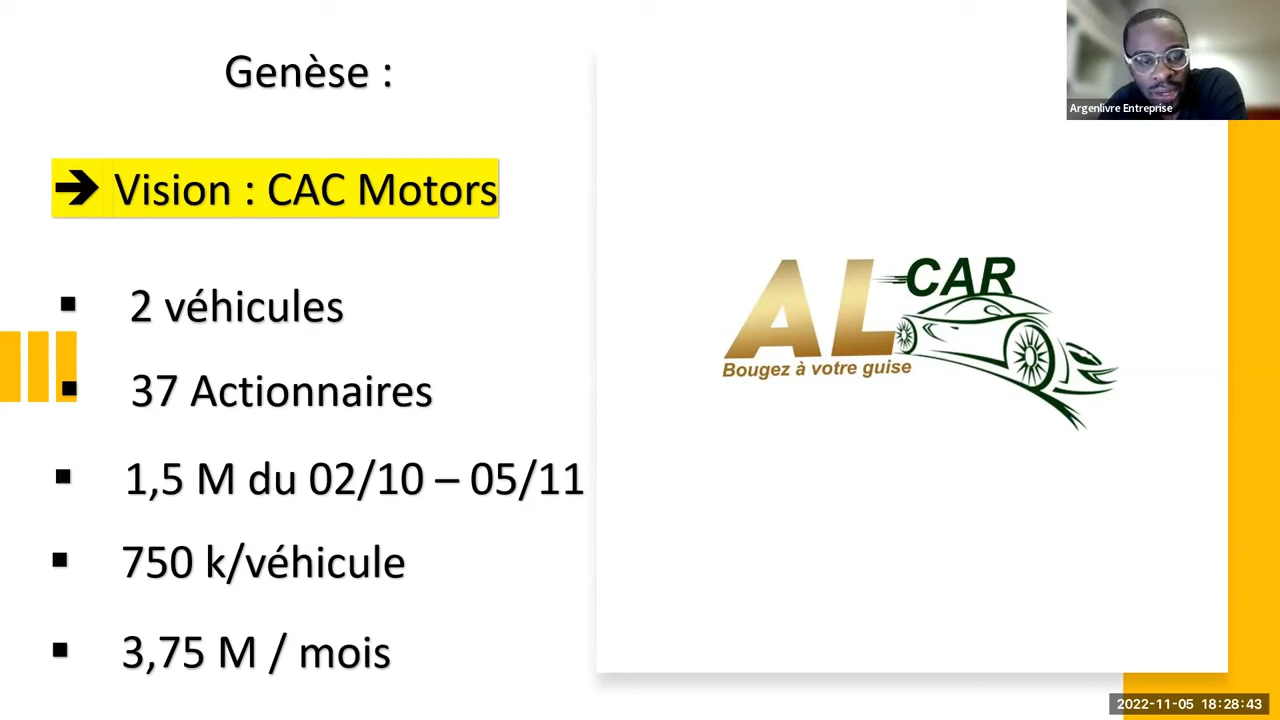 Genèse :
➔ Vision : CAC Motors
▪ 2 véhicules
▪ 37 Actionnaires
▪ 1,5 M du 02/10 – 05/11
▪ 750 k/véhicule
▪ 3,75 M / mois
AL CAR
Bougez à votre guise
Argenlivre Entreprise
2022-11-05 18:28:43